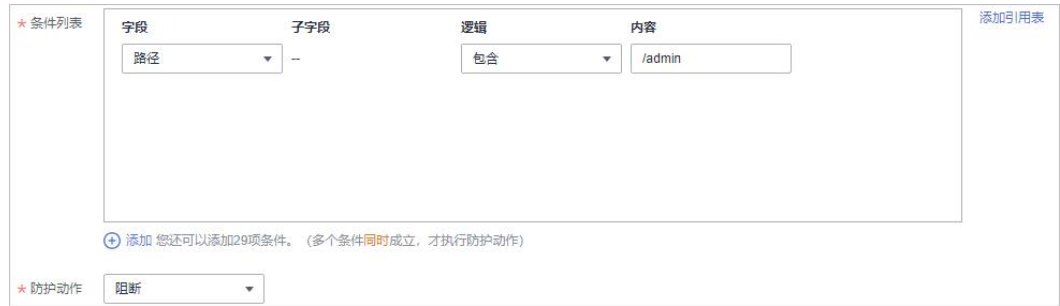 * 条件列表
字段 子字段 逻辑 内容
添加引用表
路径 -- 包含 /admin
添加 您还可以添加29项条件。（多个条件同时成立，才执行防护动作）
* 防护动作 阻断